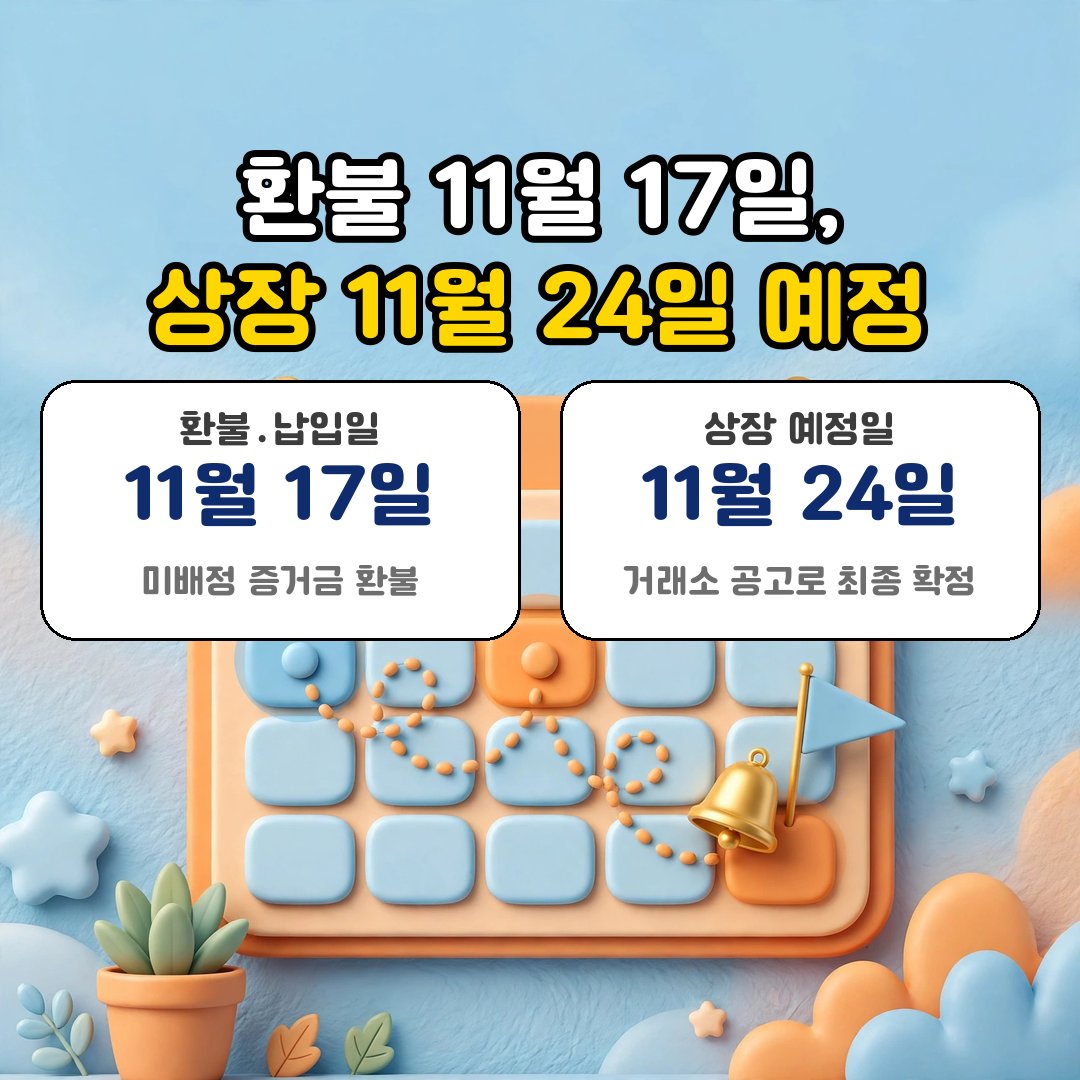 환불 11월 17일,
상장 11월 24일 예정
환불.납입일
11월 17일
미배정 증거금 환불
상장 예정일
11월 24일
거래소 공고로 최종 확정